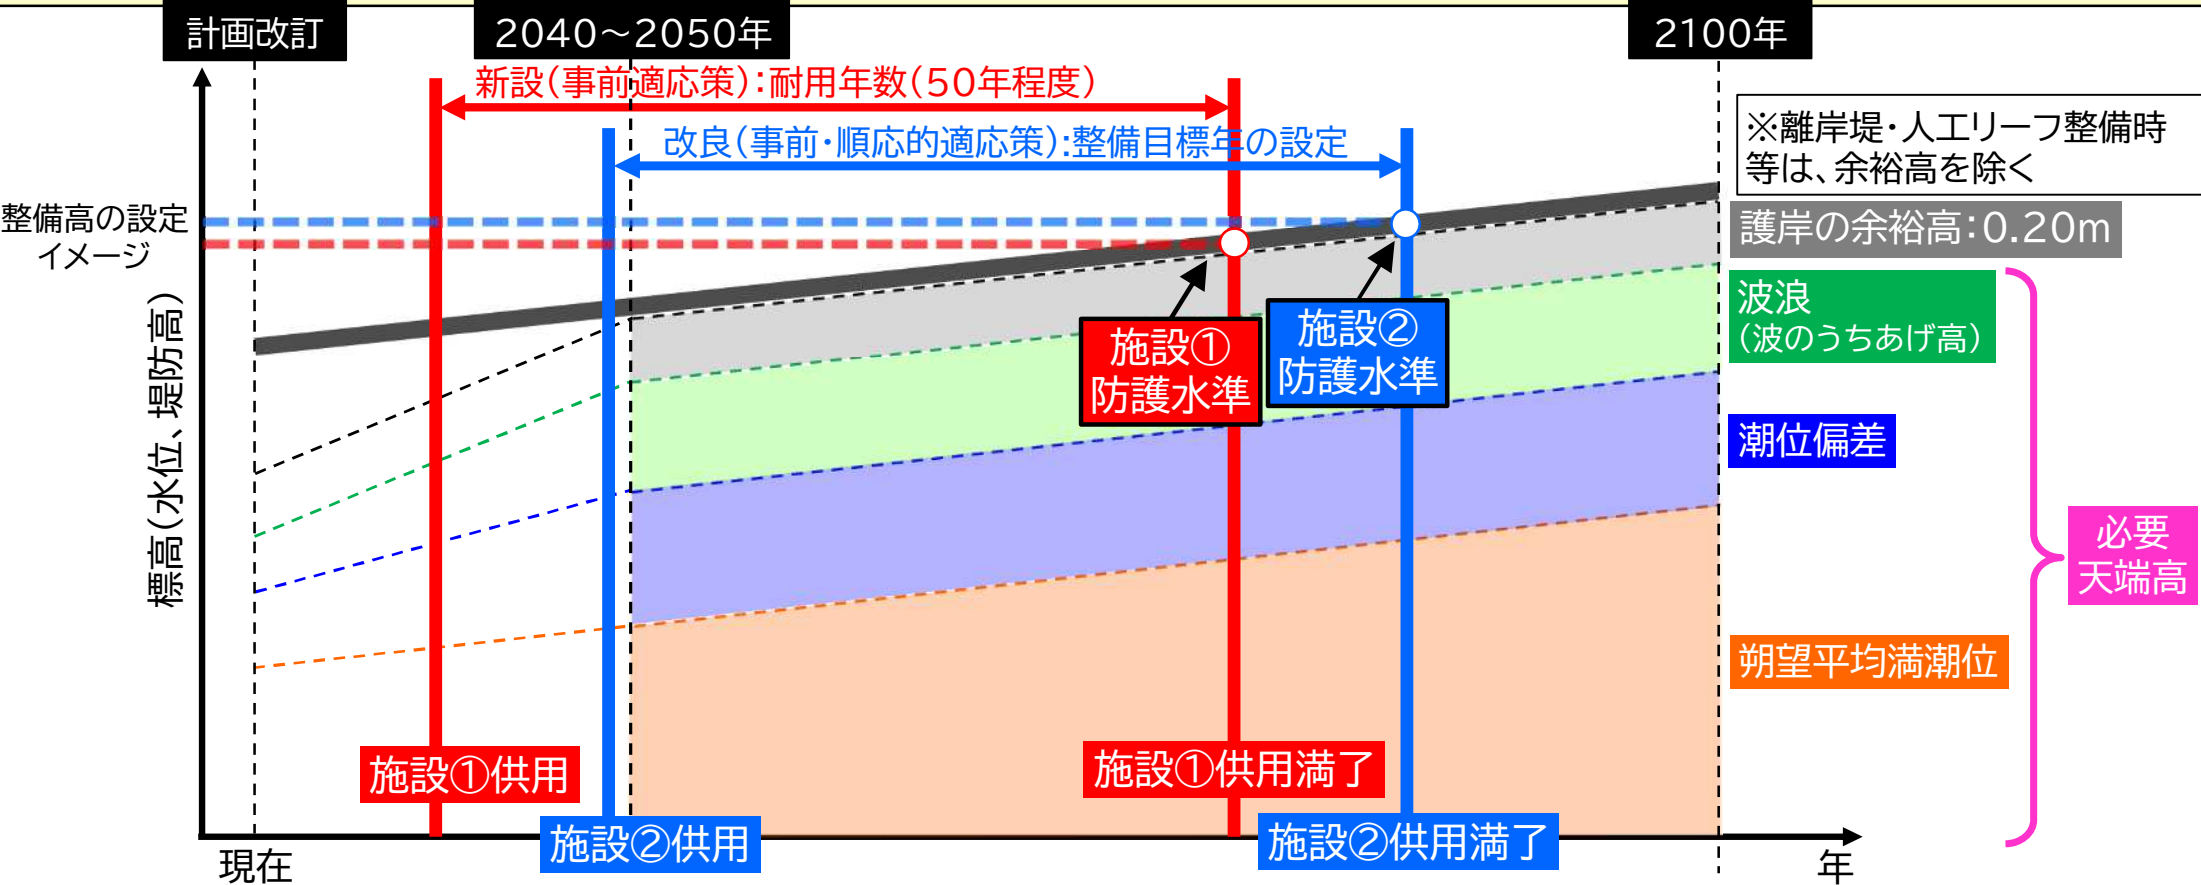 計画改訂
2040～2050年
2100年
新設(事前適応策):耐用年数(50年程度)
改良(事前・順応的適応策):整備目標年の設定
※離岸堤・人工リーフ整備時
等は、余裕高を除く
整備高の設定
イメージ
護岸の余裕高:0.20m
標高(水位、堤防高)
波浪
(波のうちあげ高)
施設①
防護水準
施設②
防護水準
潮位偏差
必要
天端高
朔望平均満潮位
施設①供用
施設①供用満了
施設②供用
施設②供用満了
現在
年